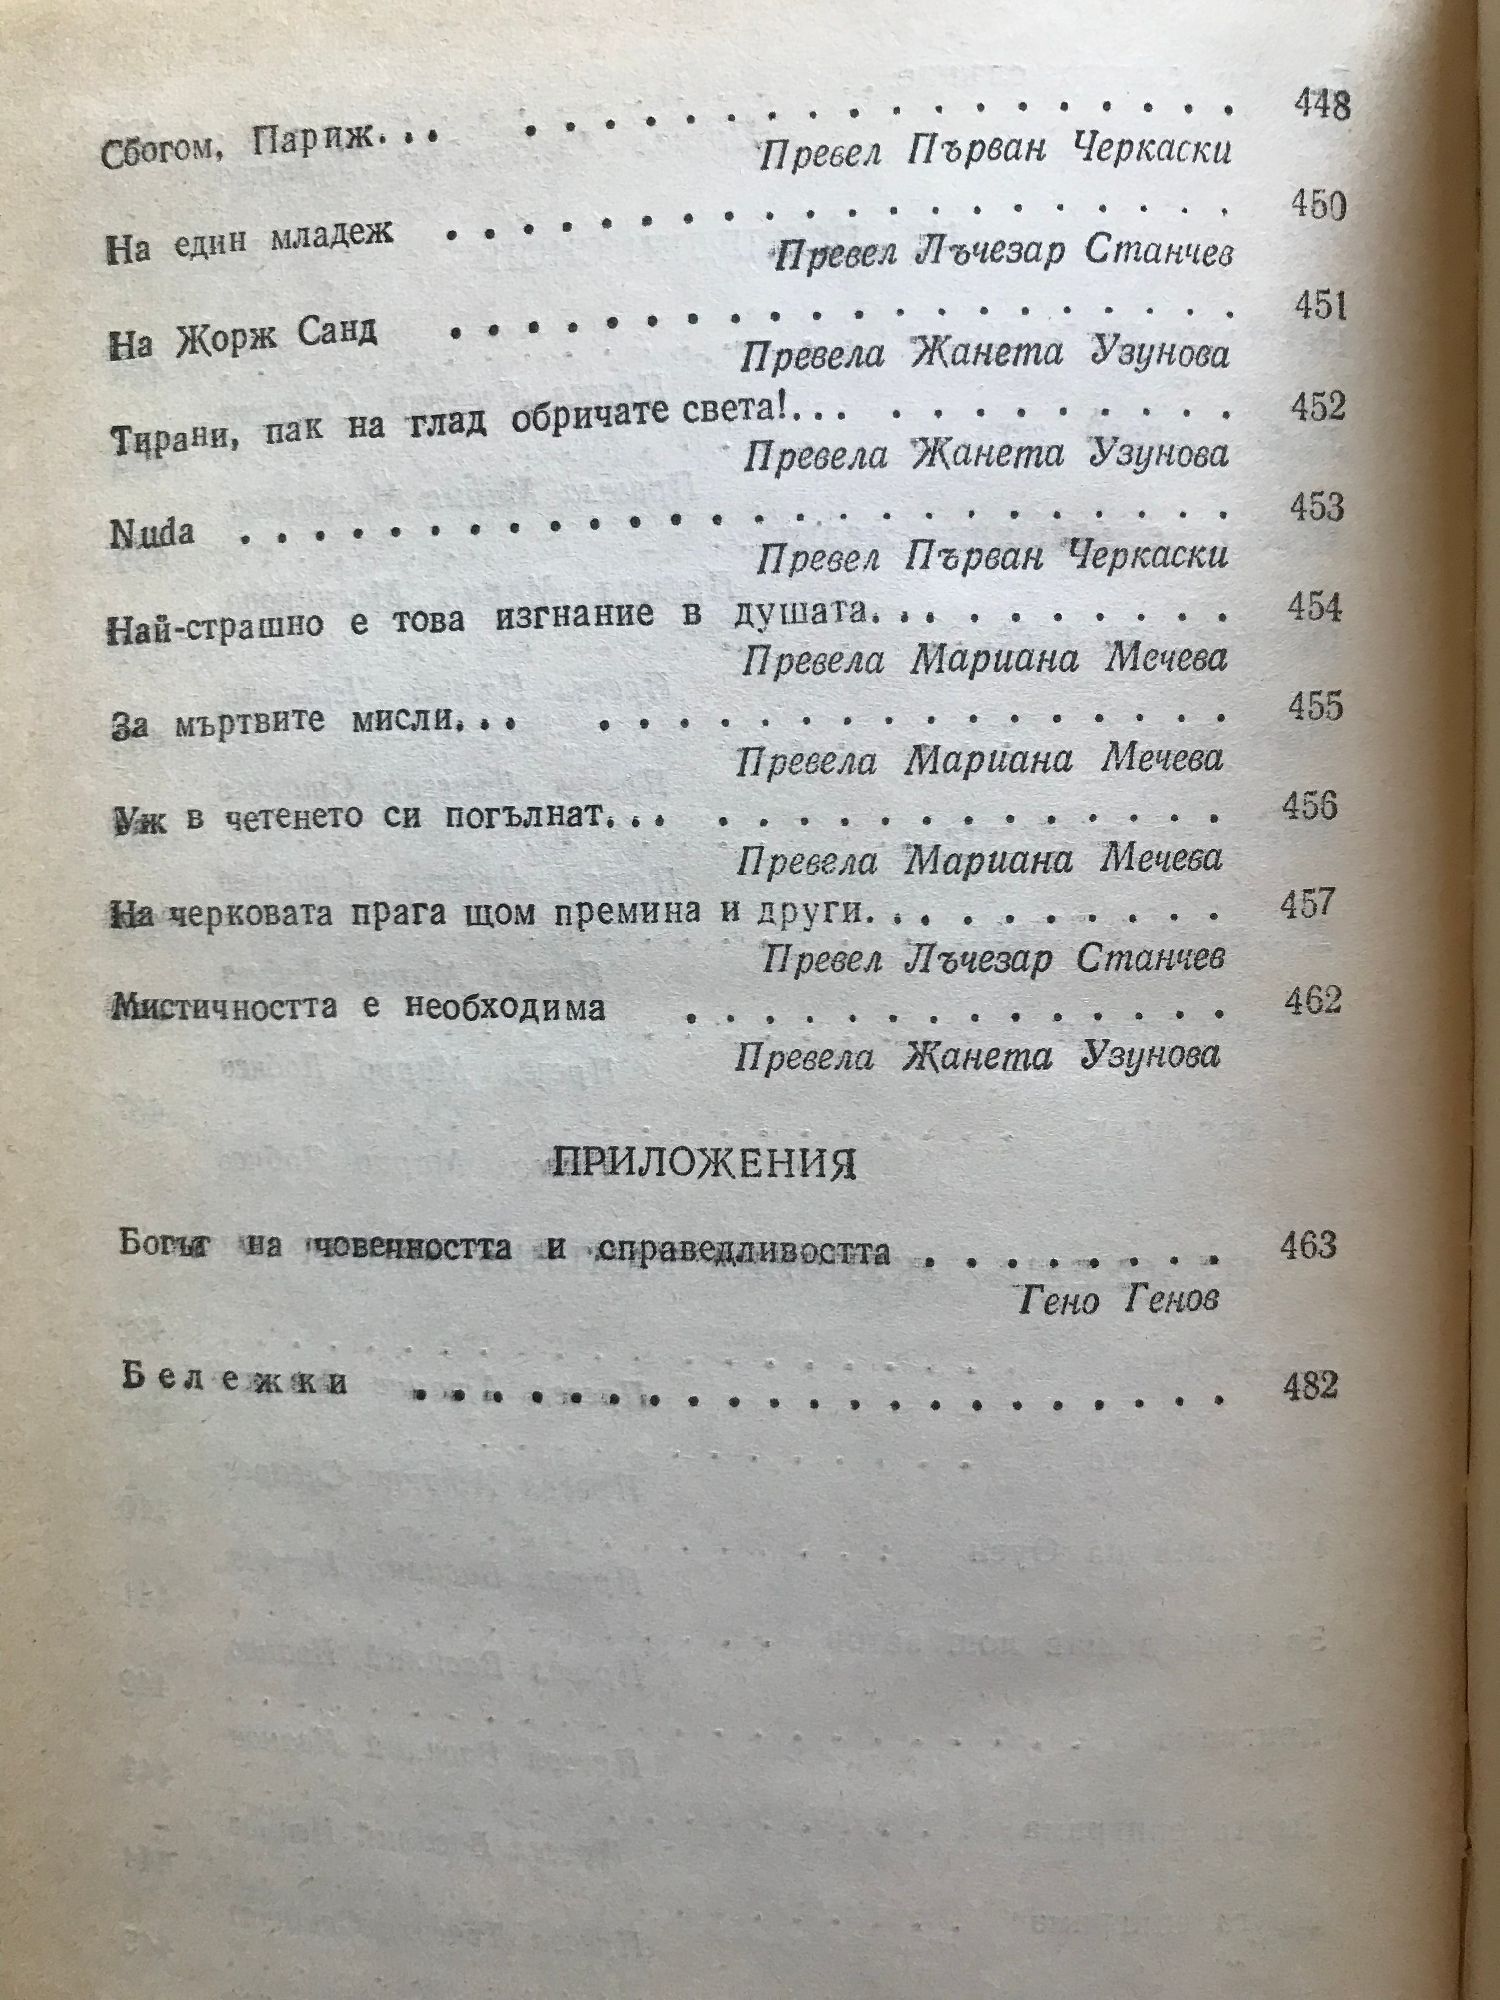 Сбогом, Париж. . . . . . . . . . . . . . . . . . . . . 448
Превел Първан Черкаски
На един младеж . . . . . . . . . . . . . . . . . . . . 450
Превел Лъчезар Станчев
На Жорж Санд . . . . . . . . . . . . . . . . . . . . 451
Превела Жанета Узунова
Тирани, пак на глад обричате света!. . . . . . . . . . . . 452
Превела Жанета Узунова
Nuda . . . . . . . . . . . . . . . . . . . . . . . . . 453
Превел Първан Черкаски
Най-страшно е това изгнание в душата. . . . . . . . . . . 454
Превела Мариана Мечева
За мъртвите мисли. . . . . . . . . . . . . . . . . . . 455
Превела Мариана Мечева
Уж в четенето си погълнат. . . . . . . . . . . . . . . . 456
Превела Мариана Мечева
На черковата прага щом премина и други. . . . . . . . . . 457
Превел Лъчезар Станчев
Мистичността е необходима . . . . . . . . . . . . . . 462
Превела Жанета Узунова
ПРИЛОЖЕНИЯ
Богът на човечността и справедливостта . . . . . . . . 463
Гено Генов
Бележки . . . . . . . . . . . . . . . . . . . . . 482